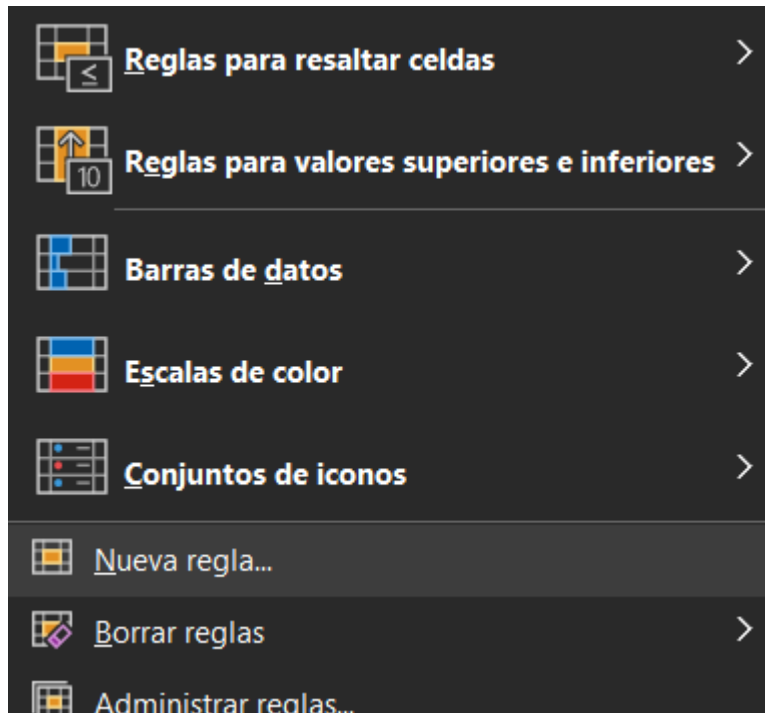 ≤
Reglas para resaltar celdas
10
Reglas para valores superiores e inferiores
Barras de datos
Escalas de color
Conjuntos de iconos
Nueva regla...
Borrar reglas
Administrar reglas...